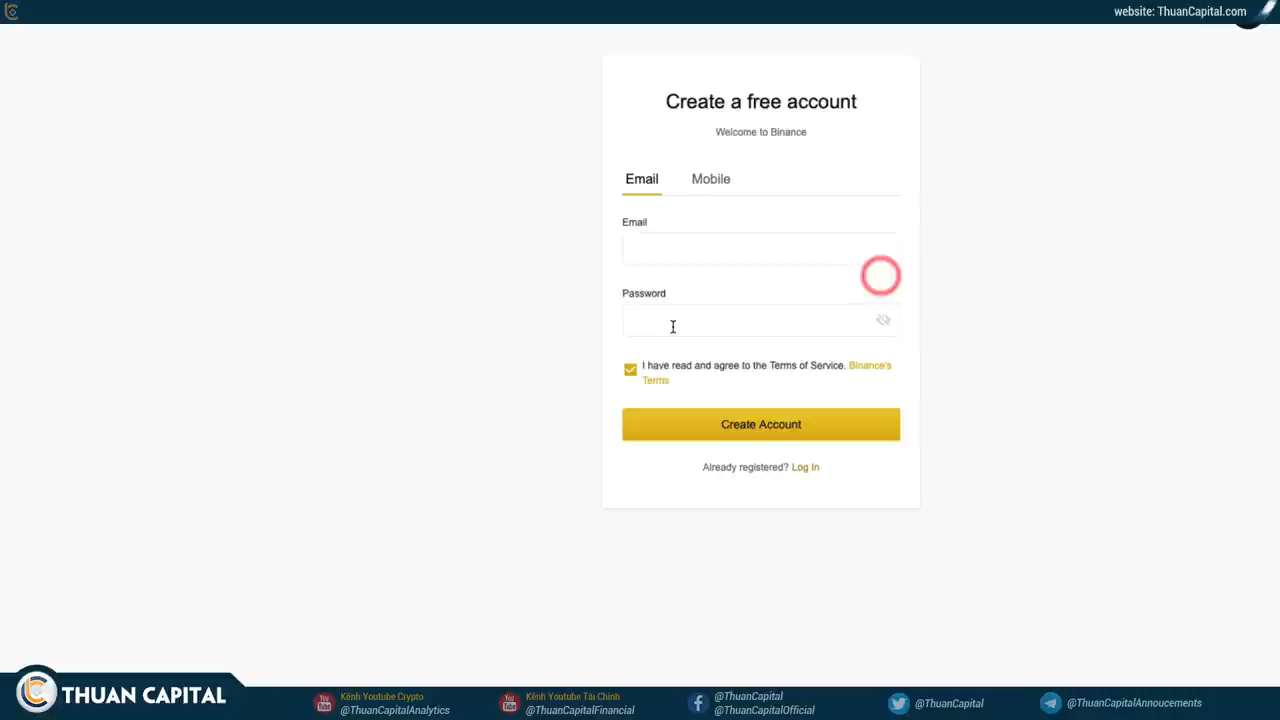 website: ThuanCapital.com
Create a free account
Welcome to Binance
Email
Mobile
Email
Password
I have read and agree to the Terms of Service. Binance's
Terms
Create Account
Already registered? Log In
THUAN CAPITAL
Kênh Youtube Crypto
@ThuanCapitalAnalytics
Kênh Youtube Tài Chính
@ThuanCapitalFinancial
@ThuanCapital
@ThuanCapitalOfficial
@ThuanCapital
@ThuanCapitalAnnoucements